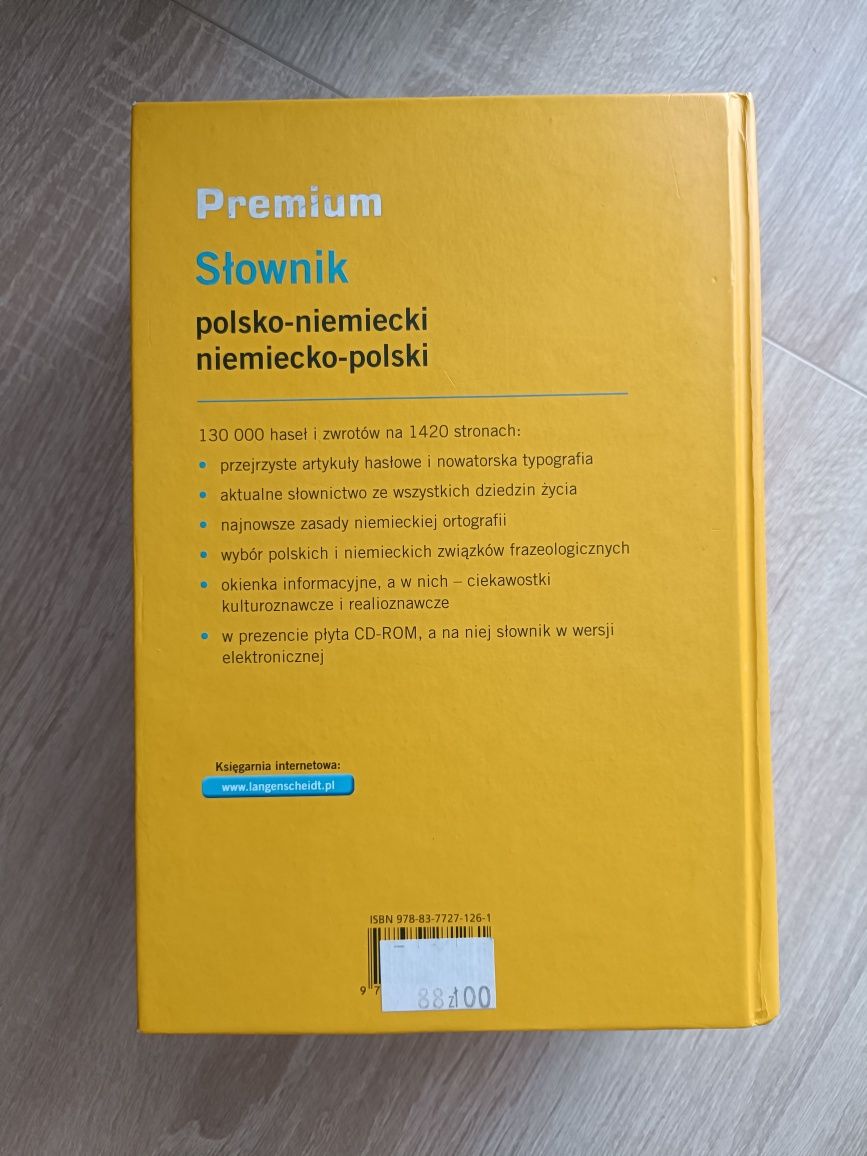 Premium
Słownik
polsko-niemiecki
niemiecko-polski
130 000 haseł i zwrotów na 1420 stronach:
• przejrzyste artykuły hasłowe i nowatorska typografia
• aktualne słownictwo ze wszystkich dziedzin życia
• najnowsze zasady niemieckiej ortografii
• wybór polskich i niemieckich związków frazeologicznych
• okienka informacyjne, a w nich – ciekawostki
kulturoznawcze i realioznawcze
• w prezencie płyta CD-ROM, a na niej słownik w wersji
elektronicznej
Księgarnia internetowa:
www.langenscheidt.pl
ISBN 978-83-7727-126-1
9 7
88 zł 00